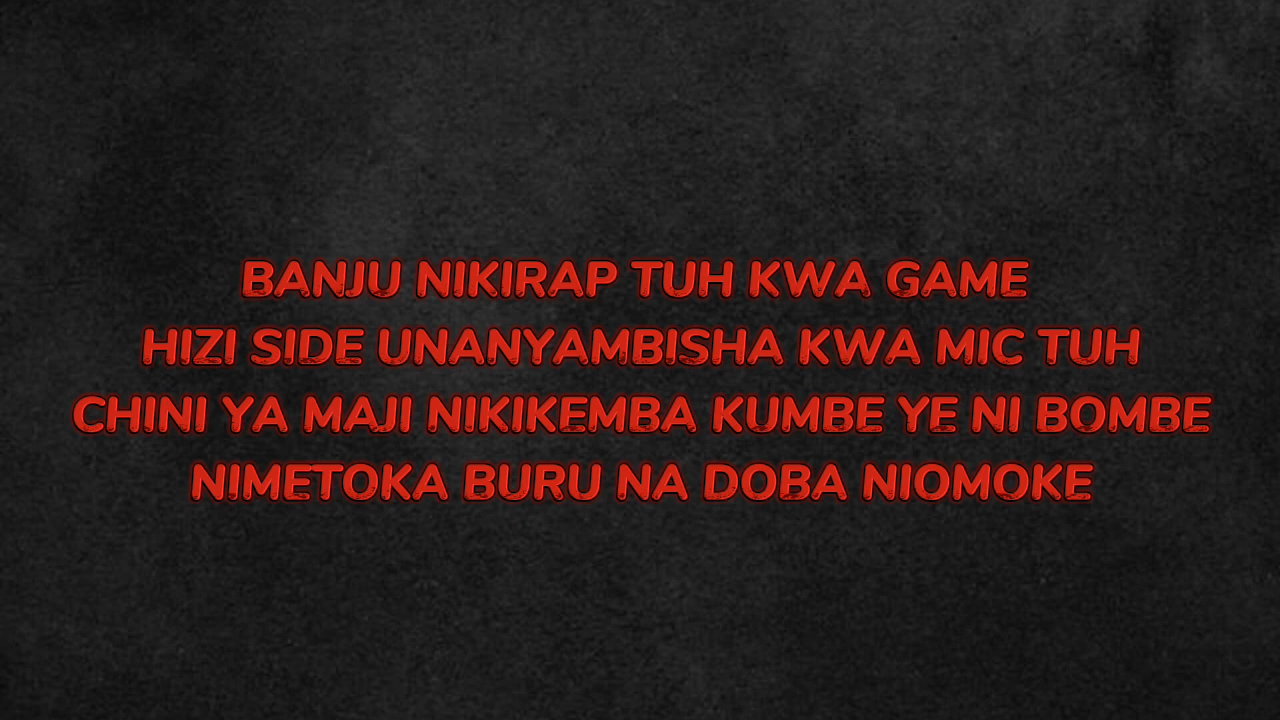 BANJU NIKIRAP TUH KWA GAME
HIZI SIDE UNANYAMBISHA KWA MIC TUH
CHINI YA MAJI NIKIKEMBA KUMBE YE NI BOMBE
NIMETOKA BURU NA DOBA NIOMOKE